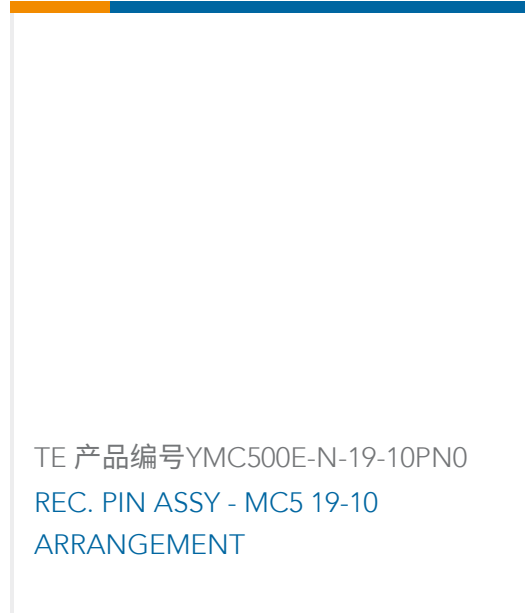 TE 产品编号YMC500E-N-19-10PN0
REC. PIN ASSY - MC5 19-10
ARRANGEMENT